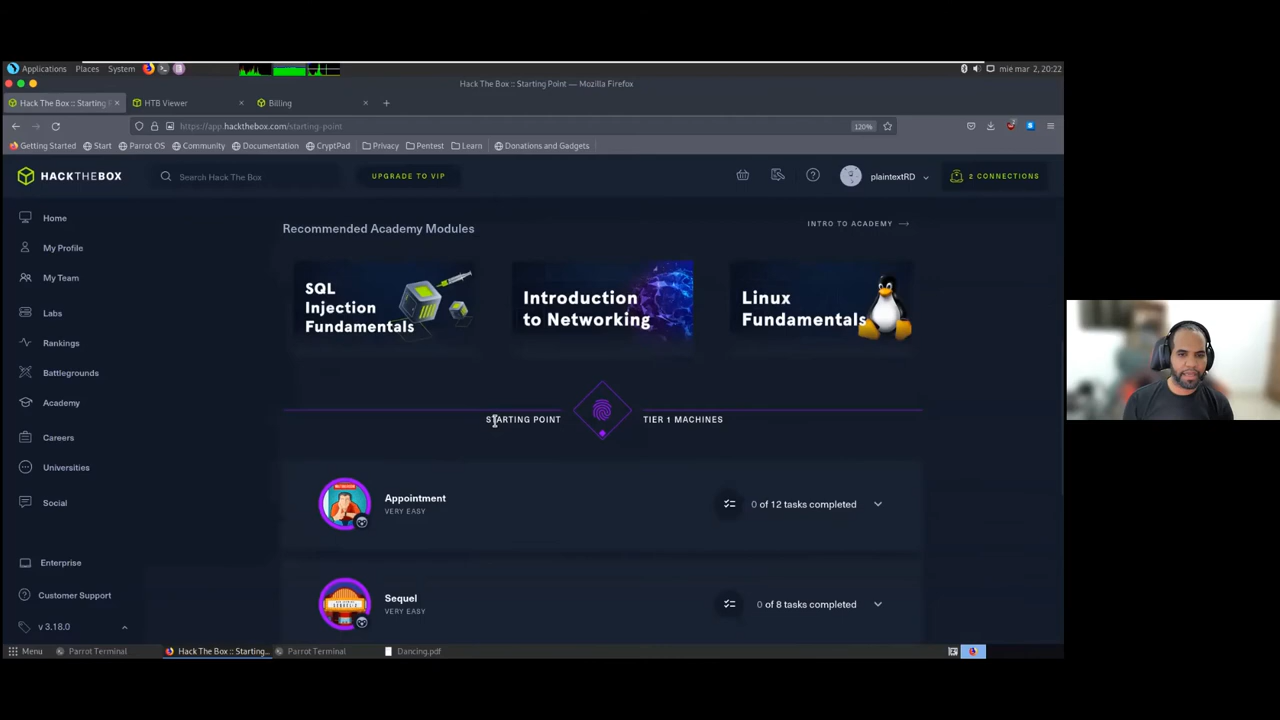 Applications Places System
mié mar 2, 20:22
Hack The Box :: Starting Point — Mozilla Firefox
Hack The Box :: Starting P
HTB Viewer
Billing
https://app.hackthebox.com/starting-point
120%
Getting Started
Start
Parrot OS
Community
Documentation
CryptPad
Privacy
Pentest
Learn
Donations and Gadgets
HACKTHEBOX
Search Hack The Box
UPGRADE TO VIP
plaintextRD
2 CONNECTIONS
Home
My Profile
My Team
Labs
Rankings
Battlegrounds
Academy
Careers
Universities
Social
Enterprise
Customer Support
v 3.18.0
Recommended Academy Modules
INTRO TO ACADEMY
SQL
Injection
Fundamentals
Introduction
to Networking
Linux
Fundamentals
STARTING POINT
TIER 1 MACHINES
Appointment
VERY EASY
0 of 12 tasks completed
Sequel
VERY EASY
0 of 8 tasks completed
Menu
Parrot Terminal
Hack The Box :: Starting...
Parrot Terminal
Dancing.pdf